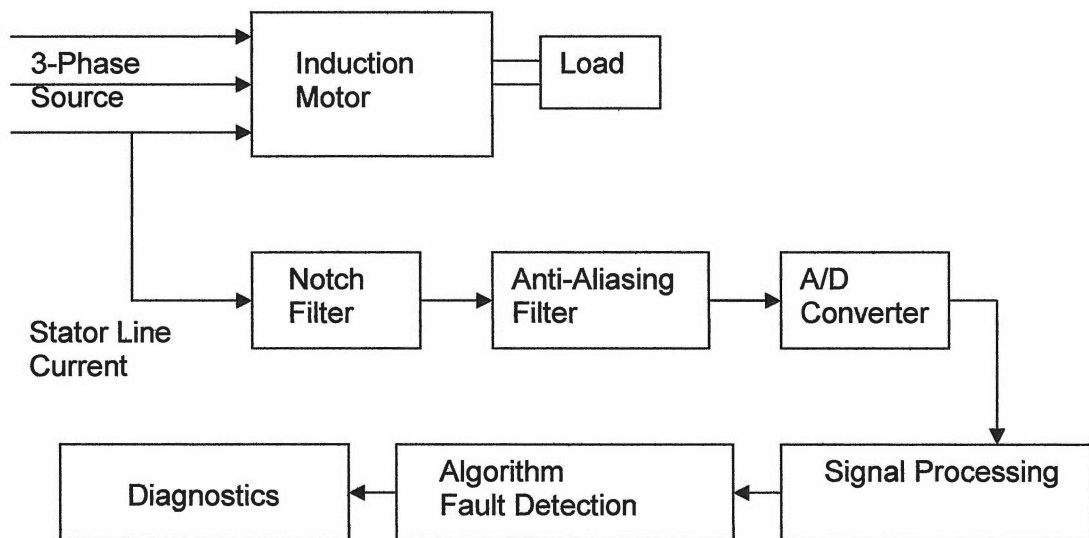 3-Phase
Source
Induction
Motor
Load
Stator Line
Current
Notch
Filter
Anti-Aliasing
Filter
A/D
Converter
Signal Processing
Algorithm
Fault Detection
Diagnostics